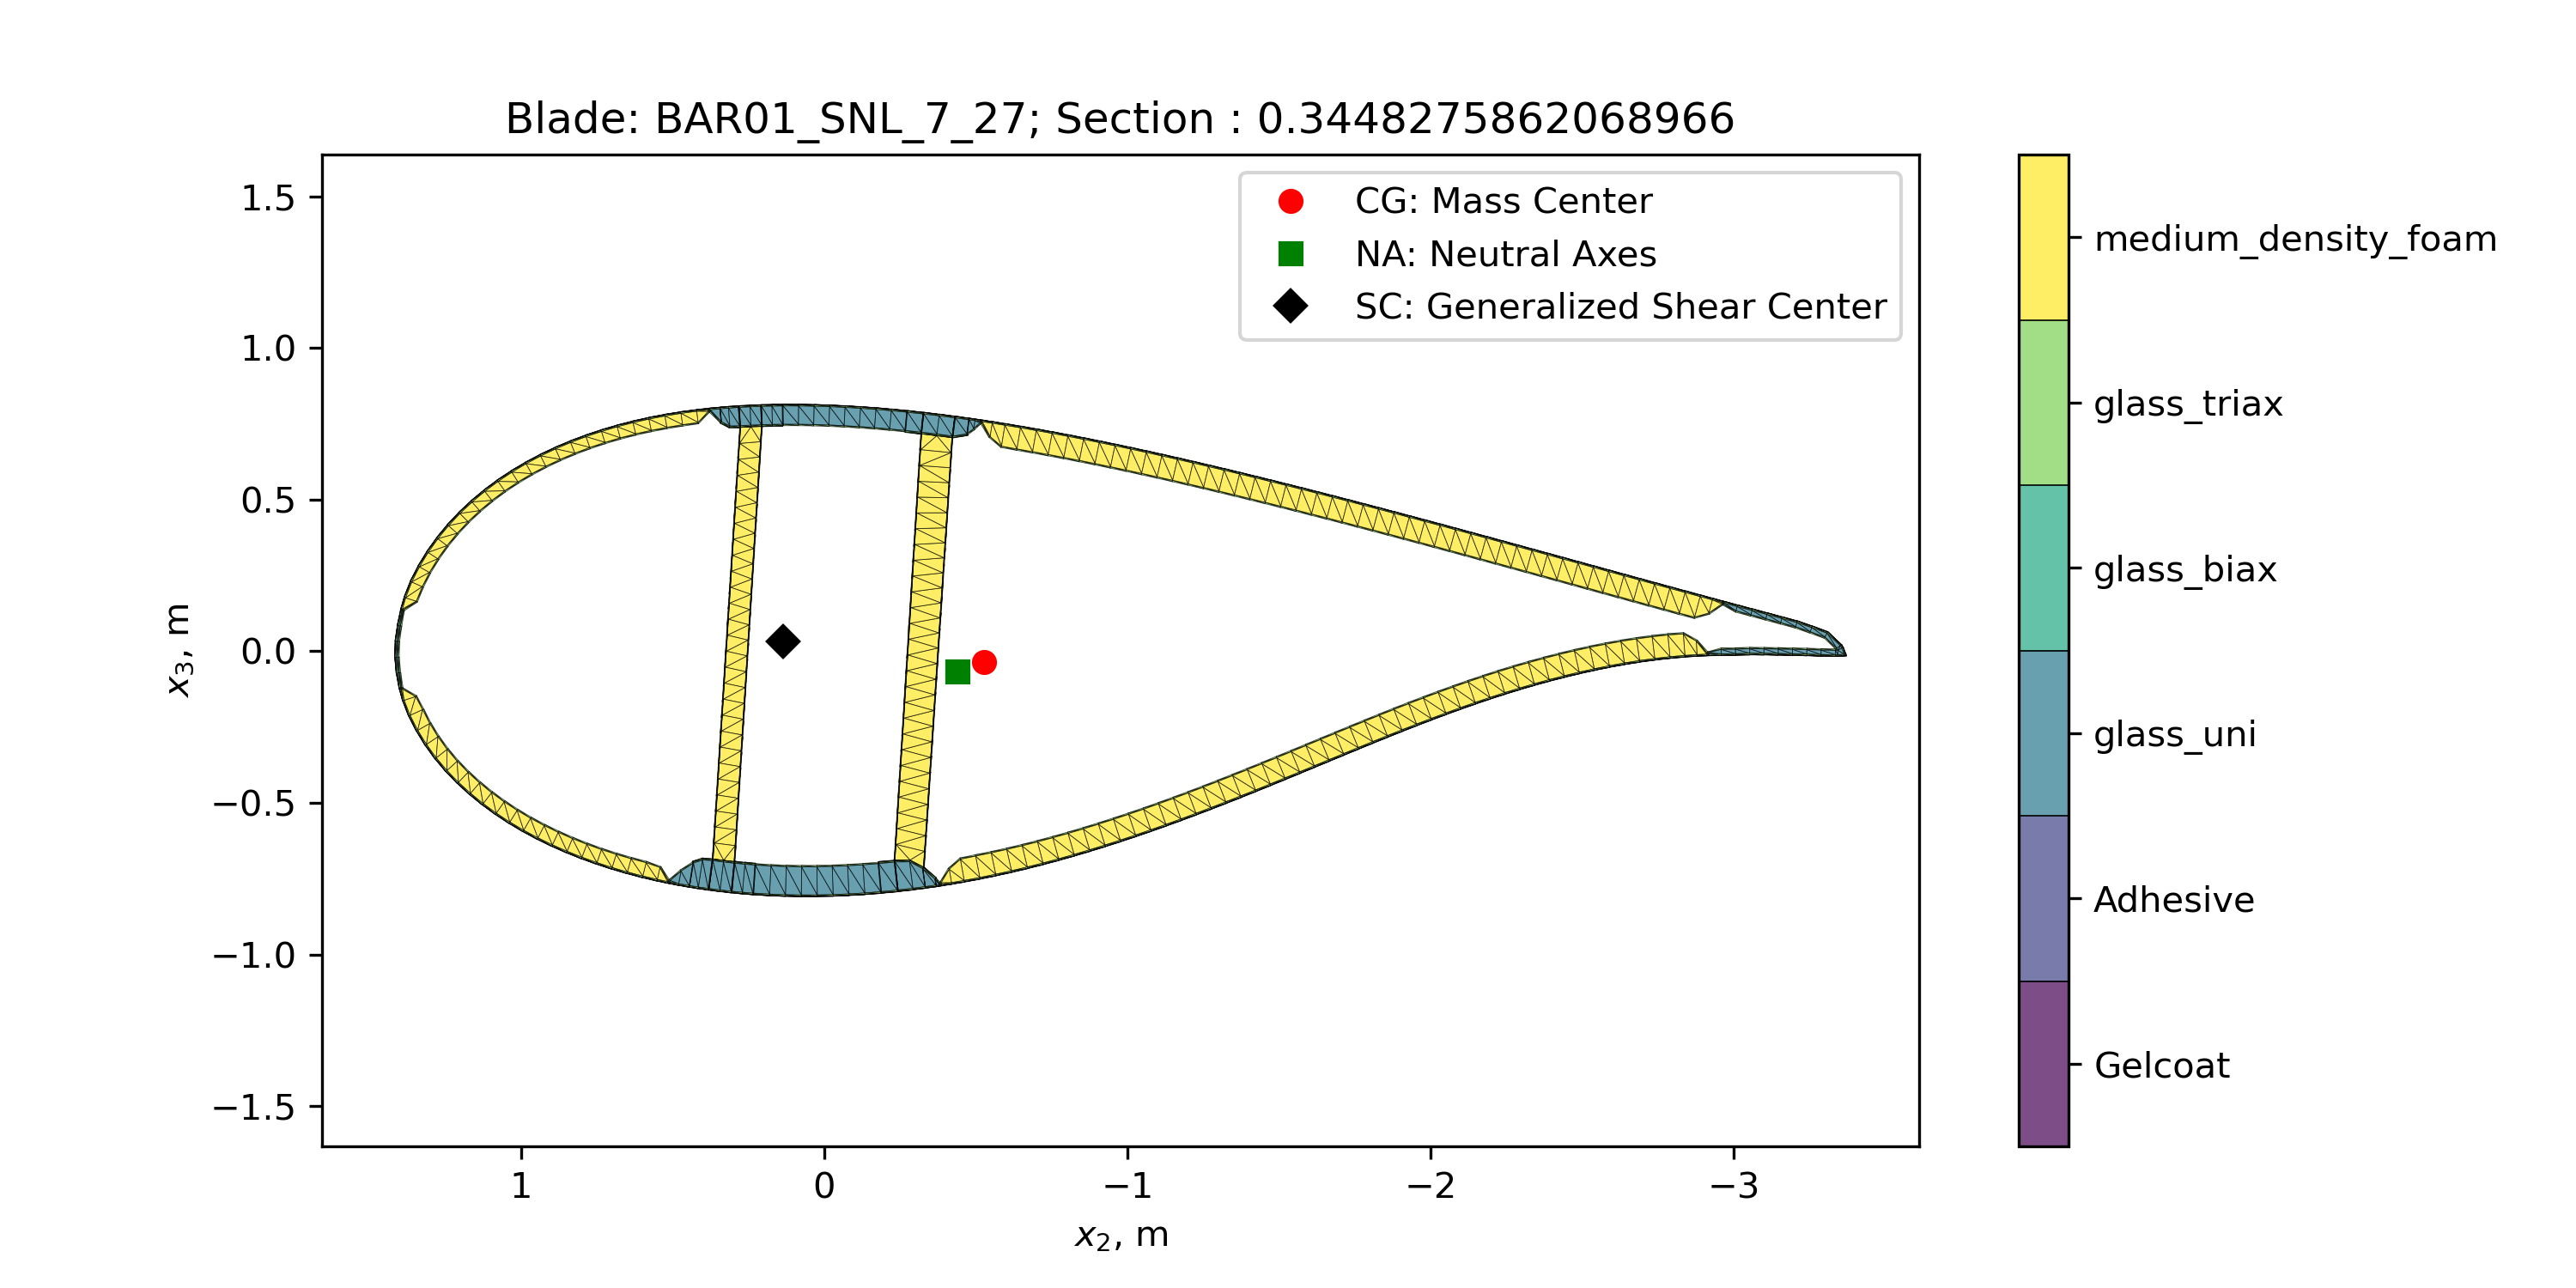 Blade: BAR01_SNL_7_27; Section : 0.3448275862068966
CG: Mass Center
NA: Neutral Axes
SC: Generalized Shear Center
1.5
1.0
0.5
0.0
−0.5
−1.0
−1.5
x₃, m
1 0 −1 −2 −3
x₂, m
medium_density_foam
glass_triax
glass_biax
glass_uni
Adhesive
Gelcoat